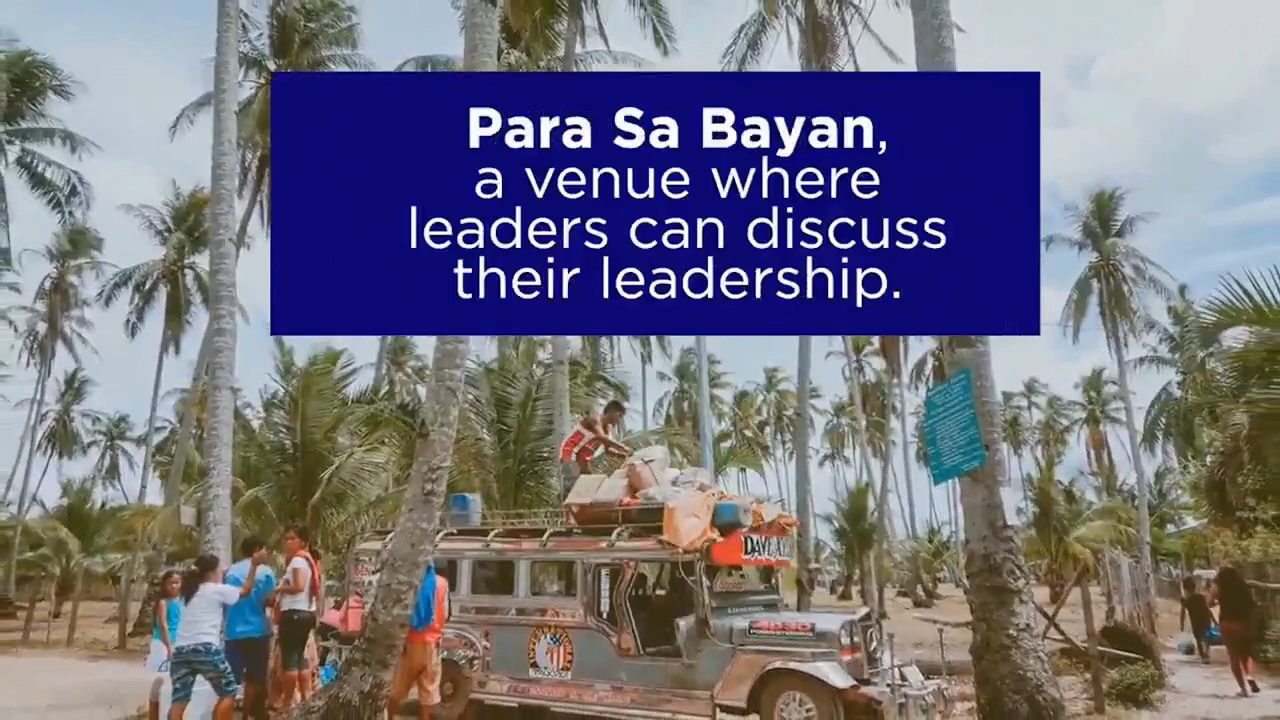 Para Sa Bayan,
a venue where
leaders can discuss
their leadership.